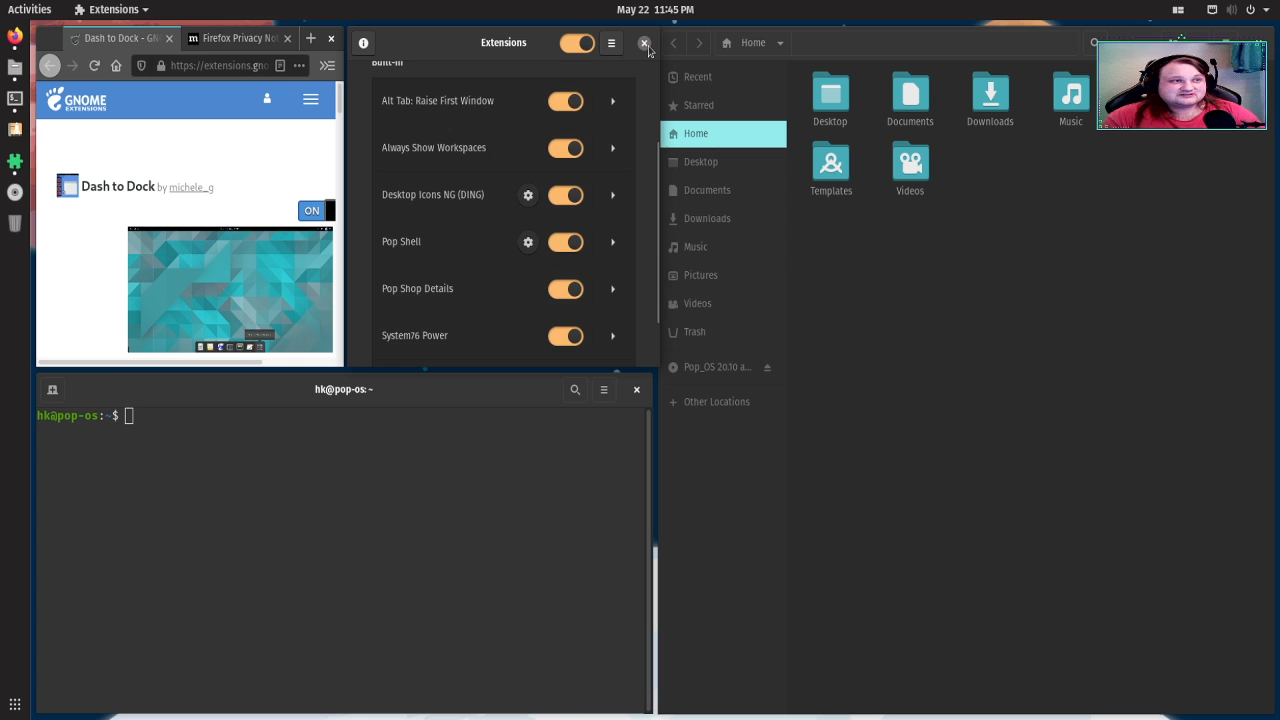 Activities
Extensions
May 22 11:45 PM
Dash to Dock - GN
Firefox Privacy No
https://extensions.gno
GNOME
EXTENSIONS
Dash to Dock by michele_g
ON
Extensions
Built-in
Alt Tab: Raise First Window
Always Show Workspaces
Desktop Icons NG (DING)
Pop Shell
Pop Shop Details
System76 Power
Home
Recent
Starred
Home
Desktop
Documents
Downloads
Music
Pictures
Videos
Trash
Pop_OS 20.10 a...
Other Locations
Desktop
Documents
Downloads
Music
Templates
Videos
hk@pop-os: ~
hk@pop-os:~$